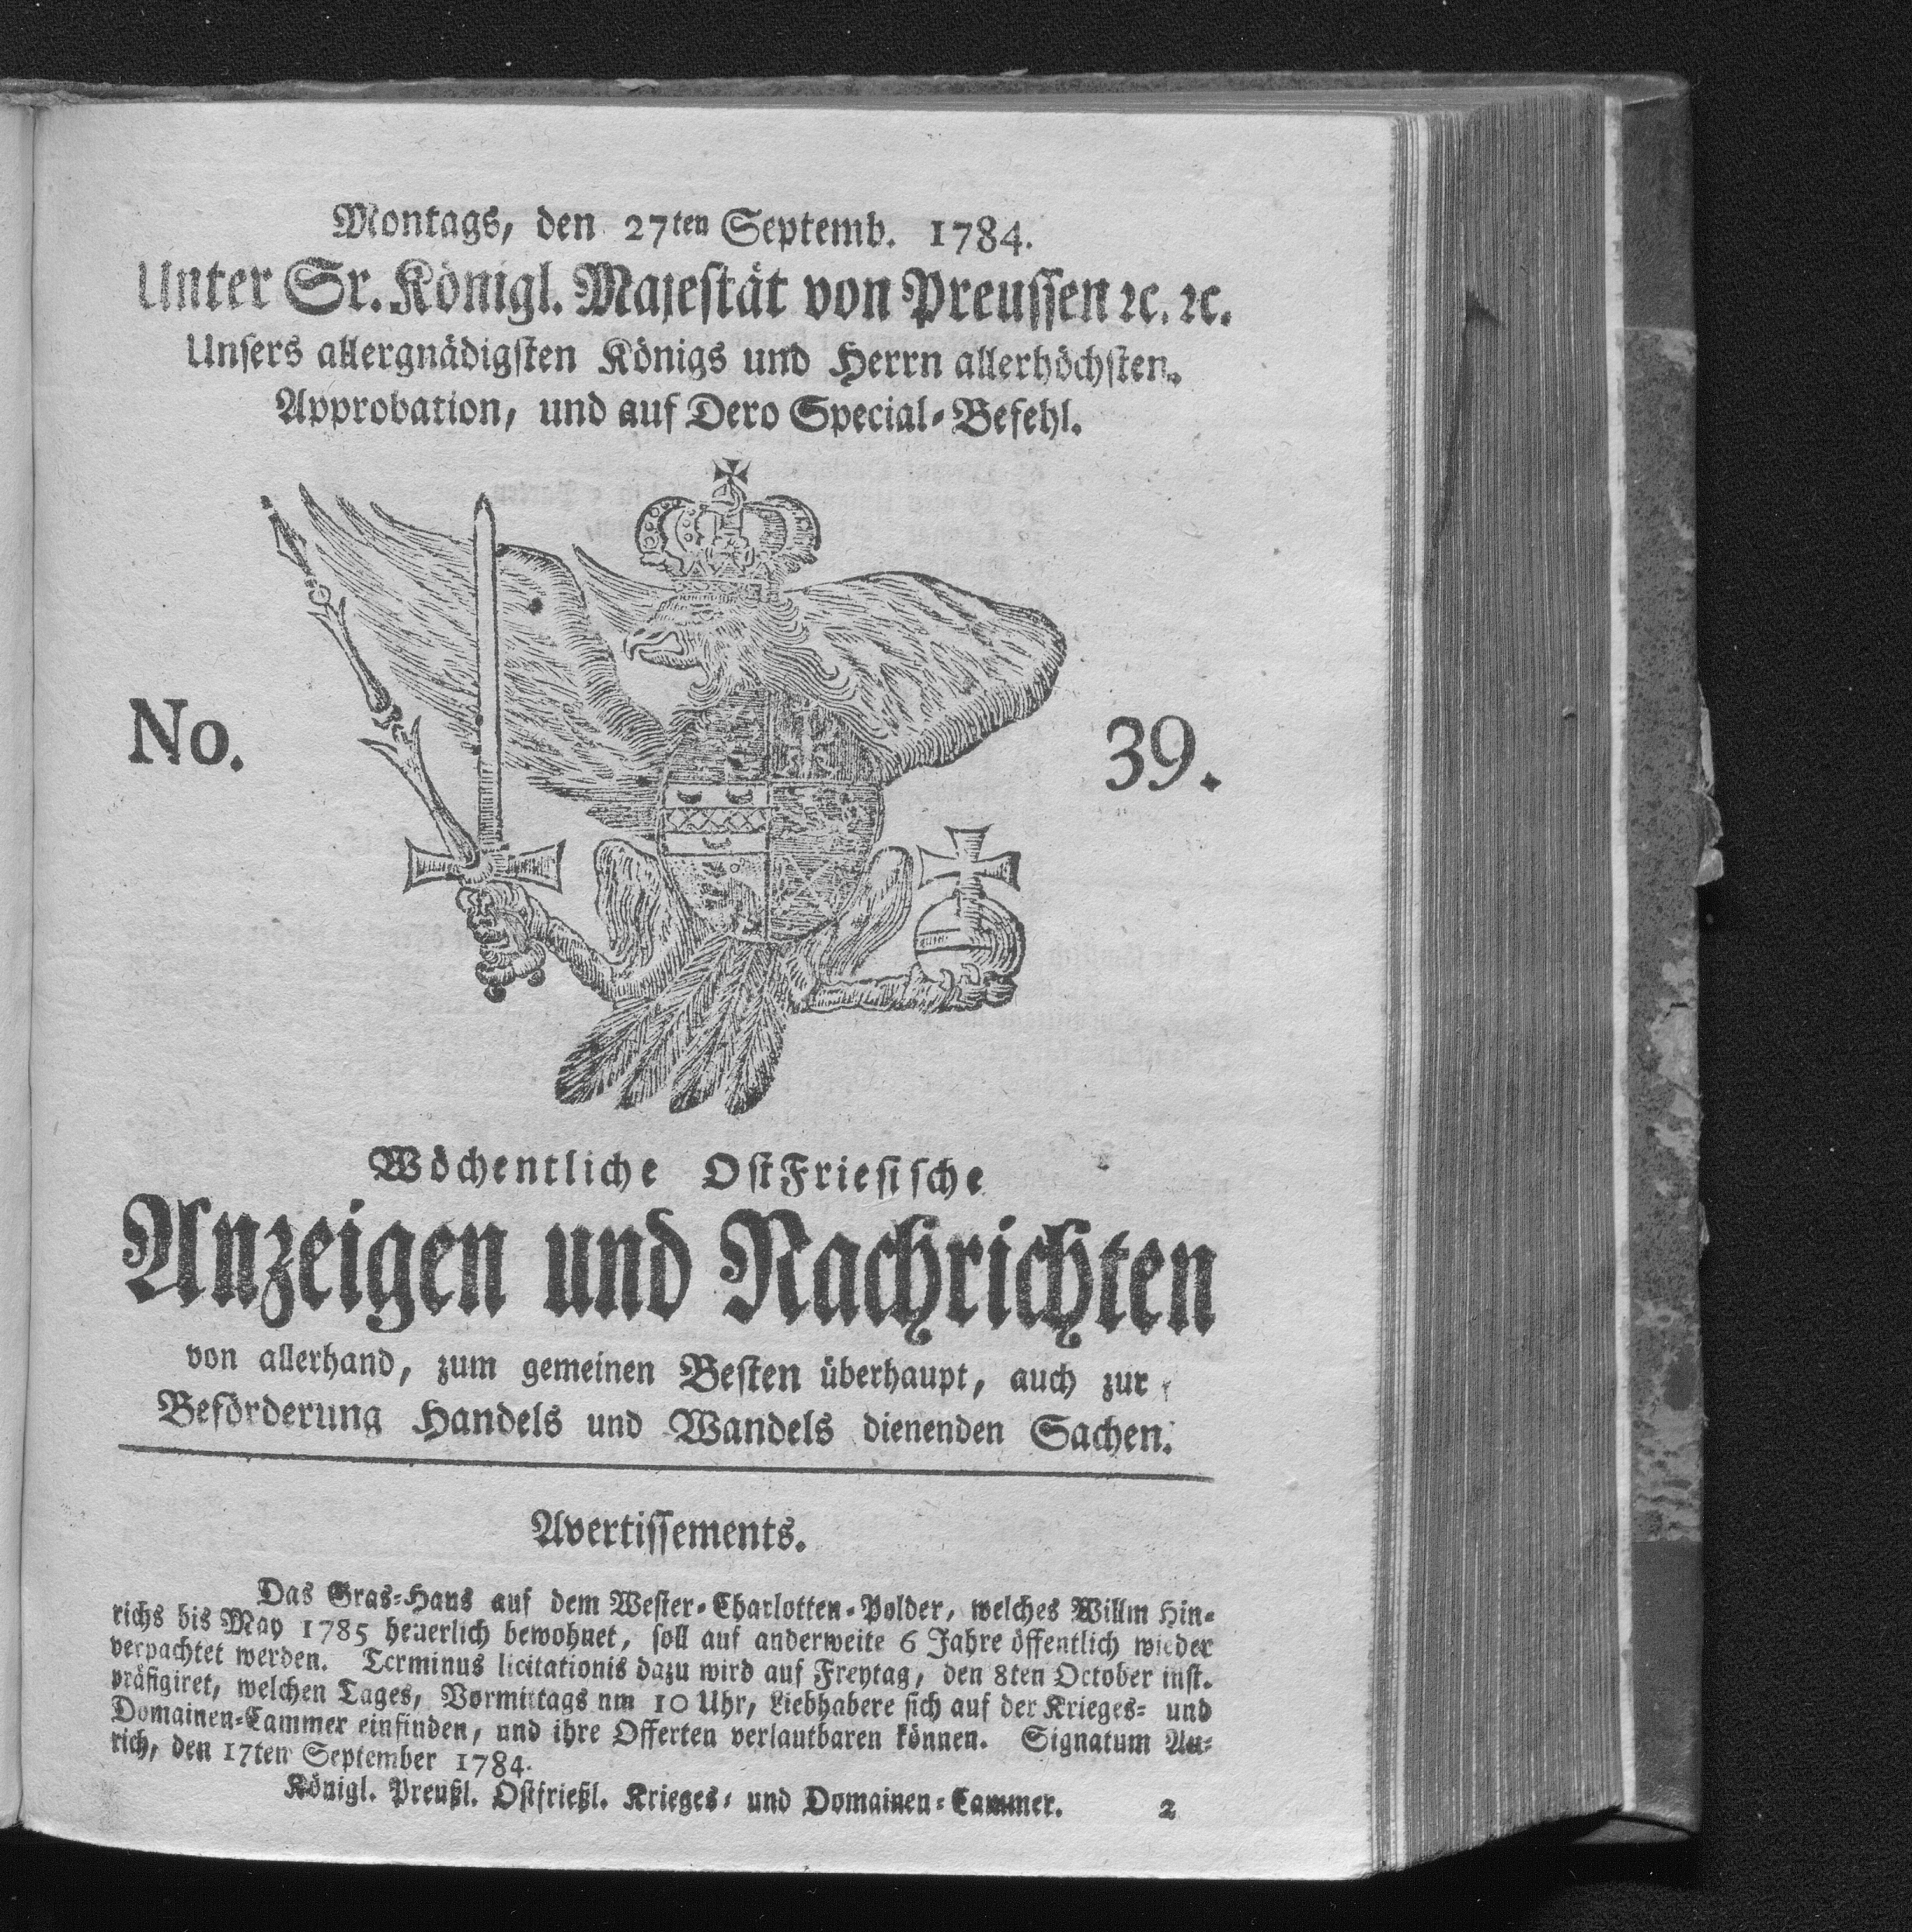 Montags, den 27ten Septemb. 1784.
Unter Sr. Königl. Majestät von Preussen ꝛc. ꝛc.
Unsers allergnädigsten Königs und Herrn allerhöchsten.
Approbation, und auf Dero Special-Befehl.
No. 39.
Wöchentliche OstFriesische
Anzeigen und Nachrichten
von allerhand, zum gemeinen Besten überhaupt, auch zur
Beförderung Handels und Wandels dienenden Sachen.
Avertissements.
Das Gras-Haus auf dem Wester-Charlotten-Polder, welches Willm Hin-
richs bis May 1785 heuerlich bewohnet, soll auf anderweite 6 Jahre öffentlich wieder
verpachtet werden. Terminus licitationis dazu wird auf Freytag, den 8ten October inst.
präfigiret, welchen Tages, Vormittags um 10 Uhr, Liebhabere sich auf der Krieges- und
Domainen-Cammer einfinden, und ihre Offerten verlautbaren können. Signatum Au-
rich, den 17ten September 1784.
Königl. Preußl. Ostfrießl. Krieges- und Domainen-Cammer. 2